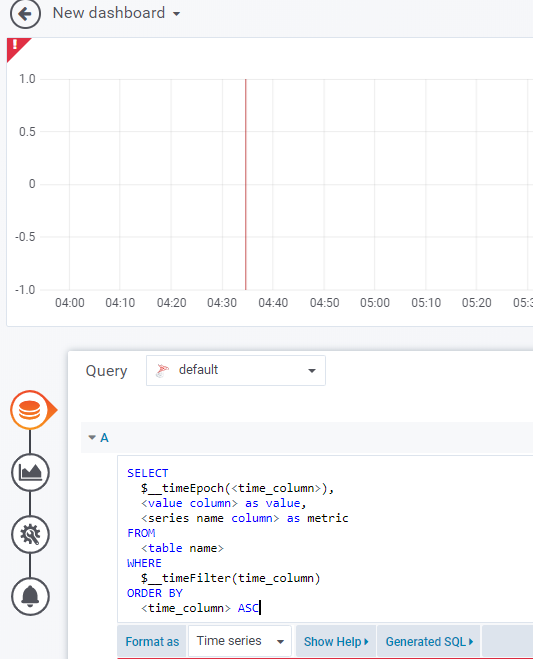 New dashboard
!
1.0
0.5
0
-0.5
-1.0
04:00 04:10 04:20 04:30 04:40 04:50 05:00 05:10 05:20
Query default
A
SELECT
$__timeEpoch(<time_column>),
<value column> as value,
<series name column> as metric
FROM
<table name>
WHERE
$__timeFilter(time_column)
ORDER BY
<time_column> ASC
Format as Time series Show Help Generated SQL